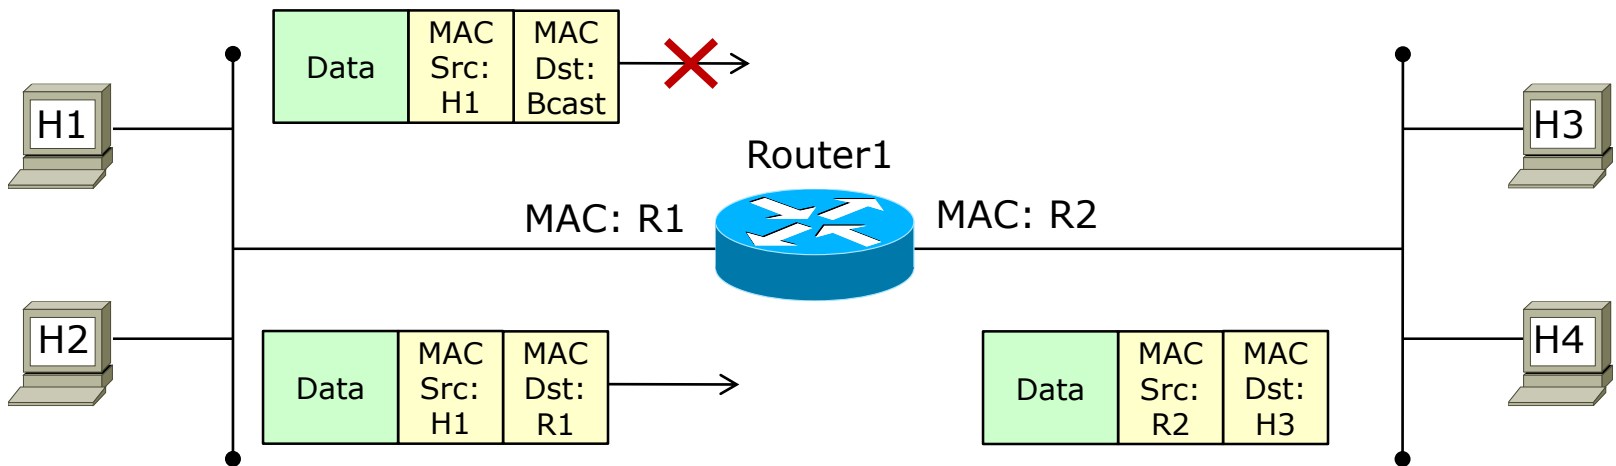 Data
MAC
Src:
H1
MAC
Dst:
Bcast
H1
H3
Router1
MAC: R1
MAC: R2
H2
H4
Data
MAC
Src:
H1
MAC
Dst:
R1
Data
MAC
Src:
R2
MAC
Dst:
H3